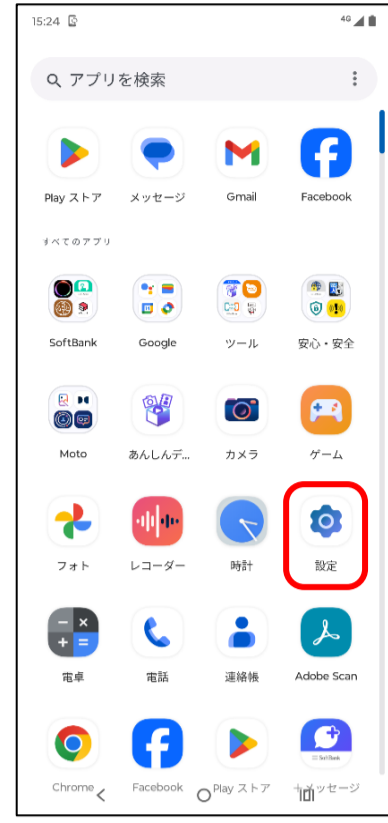 15:24 4G
アプリを検索
Play ストア メッセージ Gmail Facebook
すべてのアプリ
SoftBank Google ツール 安心・安全
Moto あんしんデ... カメラ ゲーム
フォト レコーダー 時計 設定
電卓 電話 連絡帳 Adobe Scan
Chrome Facebook Play ストア +メッセージ